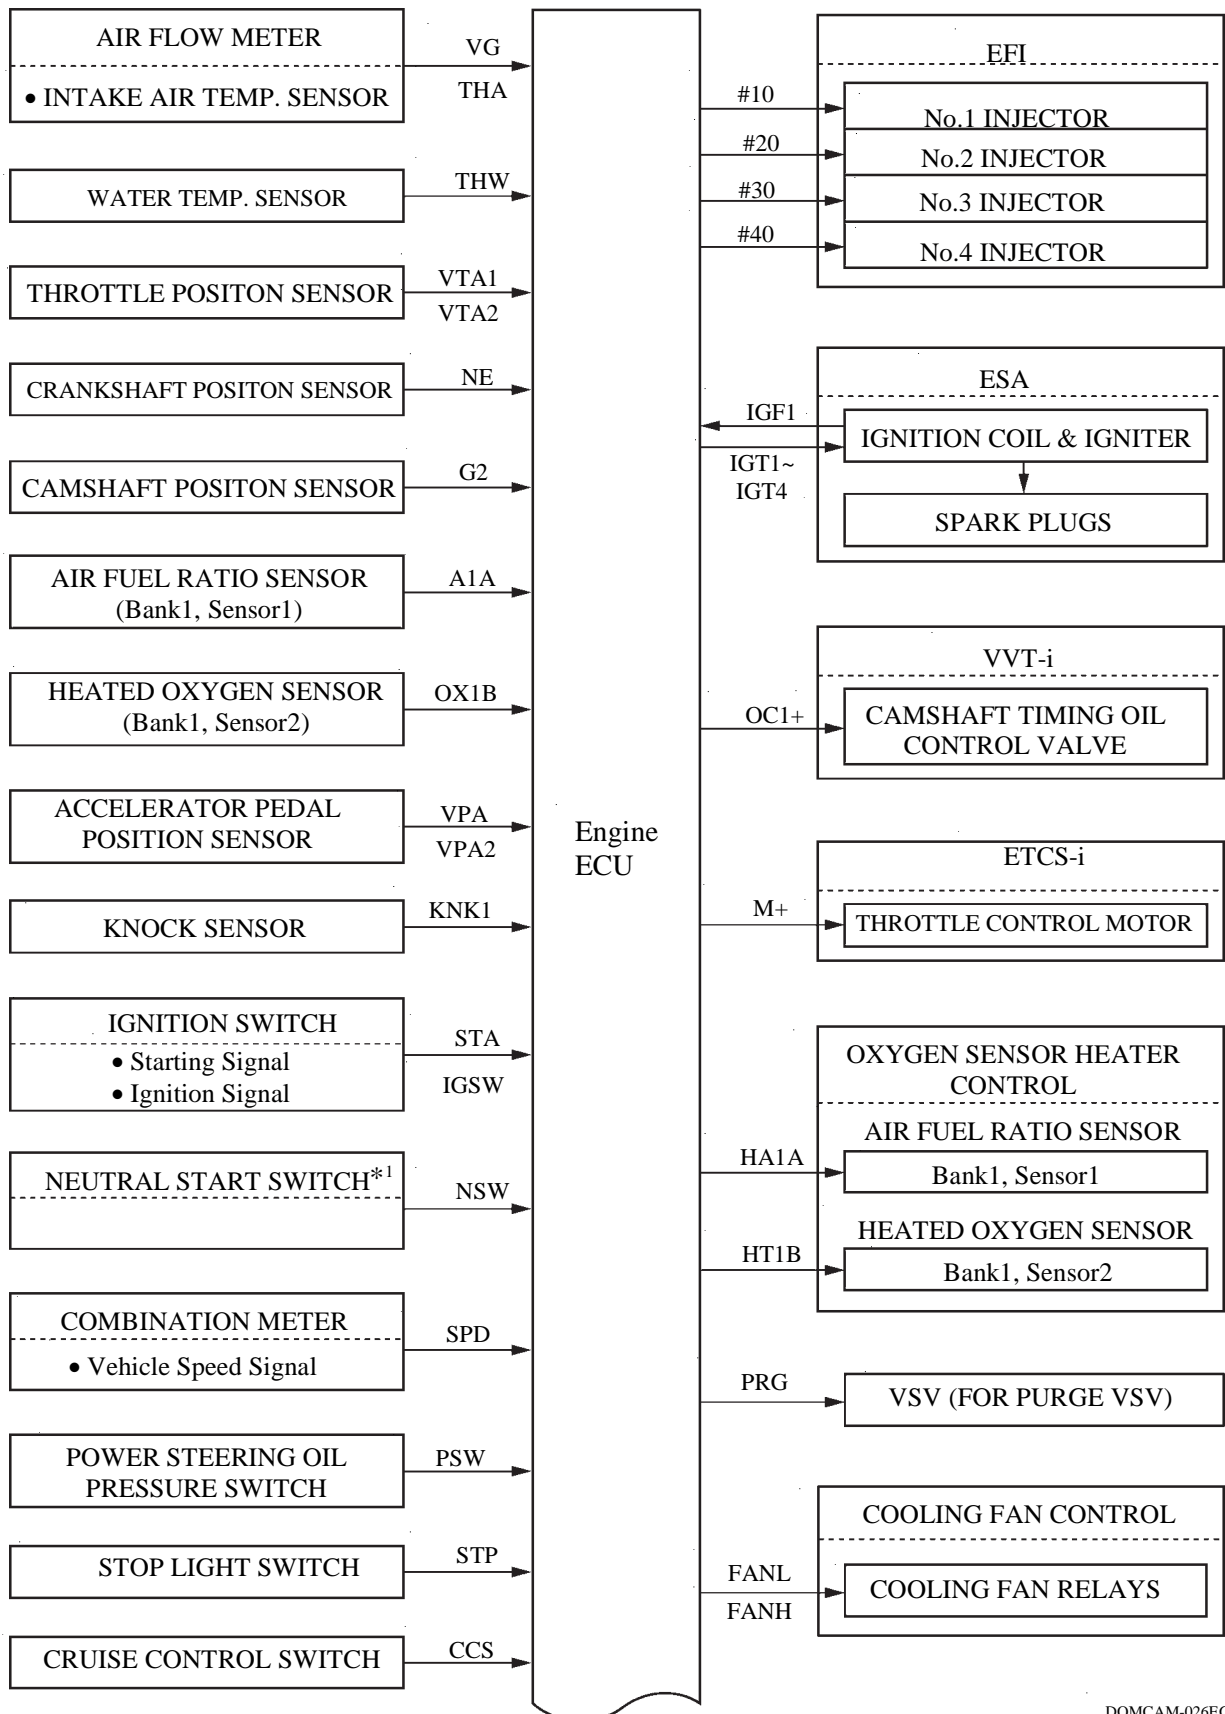 AIR FLOW METER
• INTAKE AIR TEMP. SENSOR
VG
THA
WATER TEMP. SENSOR
THW
THROTTLE POSITON SENSOR
VTA1
VTA2
CRANKSHAFT POSITON SENSOR
NE
CAMSHAFT POSITON SENSOR
G2
AIR FUEL RATIO SENSOR
(Bank1, Sensor1)
A1A
HEATED OXYGEN SENSOR
(Bank1, Sensor2)
OX1B
ACCELERATOR PEDAL
POSITION SENSOR
VPA
VPA2
KNOCK SENSOR
KNK1
IGNITION SWITCH
• Starting Signal
• Ignition Signal
STA
IGSW
NEUTRAL START SWITCH*1
NSW
COMBINATION METER
• Vehicle Speed Signal
SPD
POWER STEERING OIL
PRESSURE SWITCH
PSW
STOP LIGHT SWITCH
STP
CRUISE CONTROL SWITCH
CCS
Engine
ECU
EFI
#10
No.1 INJECTOR
#20
No.2 INJECTOR
#30
No.3 INJECTOR
#40
No.4 INJECTOR
ESA
IGF1
IGNITION COIL & IGNITER
IGT1~
IGT4
SPARK PLUGS
VVT-i
OC1+
CAMSHAFT TIMING OIL
CONTROL VALVE
ETCS-i
M+
THROTTLE CONTROL MOTOR
OXYGEN SENSOR HEATER
CONTROL
AIR FUEL RATIO SENSOR
HA1A
Bank1, Sensor1
HEATED OXYGEN SENSOR
HT1B
Bank1, Sensor2
PRG
VSV (FOR PURGE VSV)
COOLING FAN CONTROL
FANL
FANH
COOLING FAN RELAYS